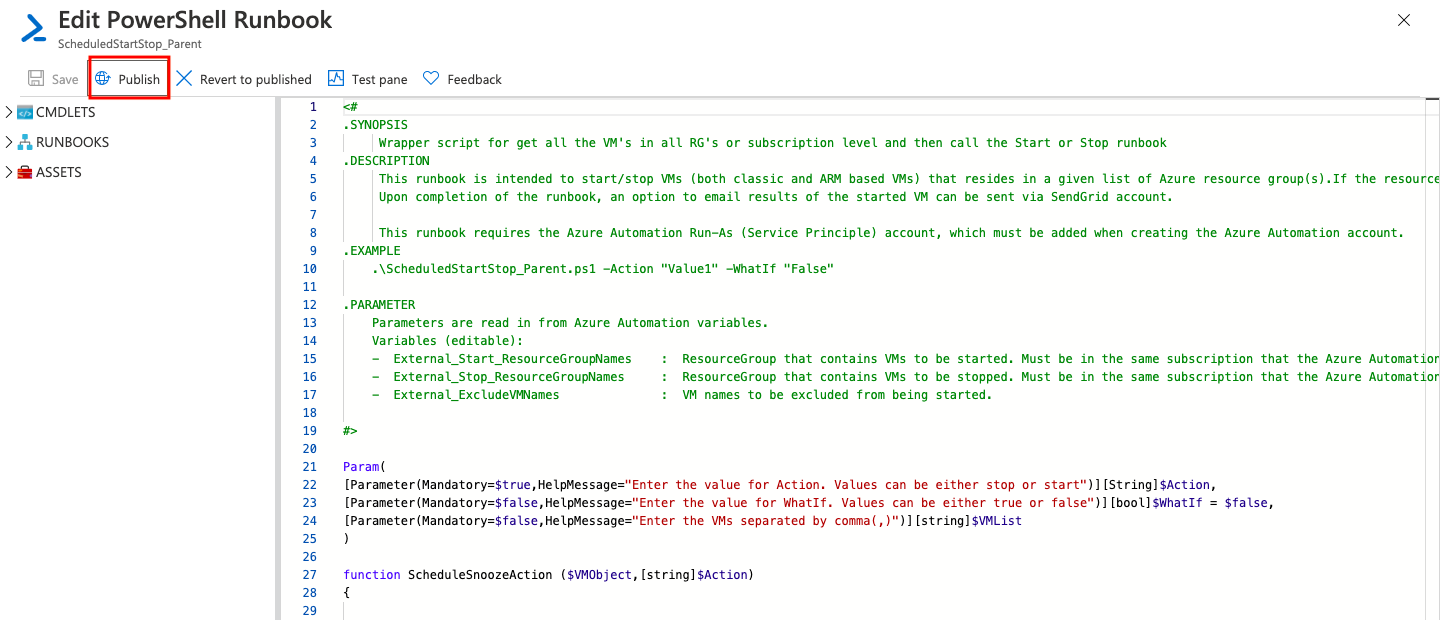 Edit PowerShell Runbook
ScheduledStartStop_Parent
Save Publish Revert to published Test pane Feedback
CMDLETS
RUNBOOKS
ASSETS
1 <#
2 .SYNOPSIS
3 Wrapper script for get all the VM's in all RG's or subscription level and then call the Start or Stop runbook
4 .DESCRIPTION
5 This runbook is intended to start/stop VMs (both classic and ARM based VMs) that resides in a given list of Azure resource group(s).If the resource
6 Upon completion of the runbook, an option to email results of the started VM can be sent via SendGrid account.
7
8 This runbook requires the Azure Automation Run-As (Service Principle) account, which must be added when creating the Azure Automation account.
9 .EXAMPLE
10 .\ScheduledStartStop_Parent.ps1 -Action "Value1" -WhatIf "False"
11
12 .PARAMETER
13 Parameters are read in from Azure Automation variables.
14 Variables (editable):
15 - External_Start_ResourceGroupNames : ResourceGroup that contains VMs to be started. Must be in the same subscription that the Azure Automation
16 - External_Stop_ResourceGroupNames : ResourceGroup that contains VMs to be stopped. Must be in the same subscription that the Azure Automation
17 - External_ExcludeVMNames : VM names to be excluded from being started.
18
19 #>
20
21 Param(
22 [Parameter(Mandatory=$true,HelpMessage="Enter the value for Action. Values can be either stop or start")][String]$Action,
23 [Parameter(Mandatory=$false,HelpMessage="Enter the value for WhatIf. Values can be either true or false")][bool]$WhatIf = $false,
24 [Parameter(Mandatory=$false,HelpMessage="Enter the VMs separated by comma(,)")][string]$VMList
25 )
26
27 function ScheduleSnoozeAction ($VMObject,[string]$Action)
28 {
29